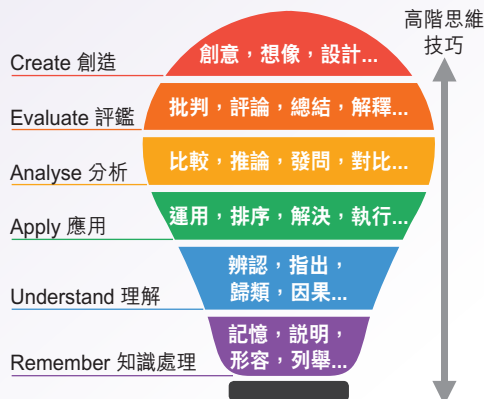 高階思維
技巧
Create 創造
創意，想像，設計...
Evaluate 評鑑
批判，評論，總結，解釋...
Analyse 分析
比較，推論，發問，對比...
Apply 應用
運用，排序，解決，執行...
Understand 理解
辨認，指出，
歸類，因果...
Remember 知識處理
記憶，説明，
形容，列舉...